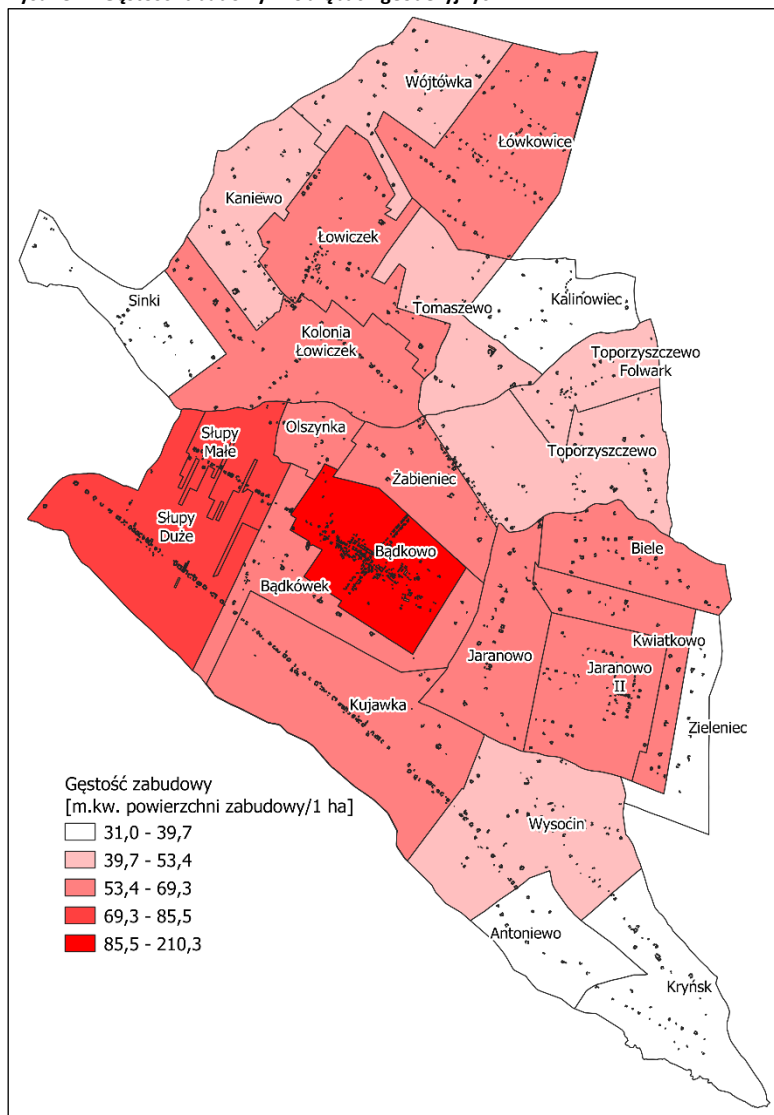 Wójtówka
Łówkowice
Kaniewo
Łowiczek
Sinki
Tomaszewo
Kalinowiec
Kolonia
Łowiczek
Toporzyszczewo
Folwark
Olszynka
Słupy
Małe
Toporzyszczewo
Żabieniec
Słupy
Duże
Bądkowo
Biele
Bądkówek
Kwiatkowo
Jaranowo
Jaranowo
II
Kujawka
Zieleniec
Gęstość zabudowy
[m.kw. powierzchni zabudowy/1 ha]
31,0 - 39,7
39,7 - 53,4
53,4 - 69,3
69,3 - 85,5
85,5 - 210,3
Wysocin
Antoniewo
Kryńsk